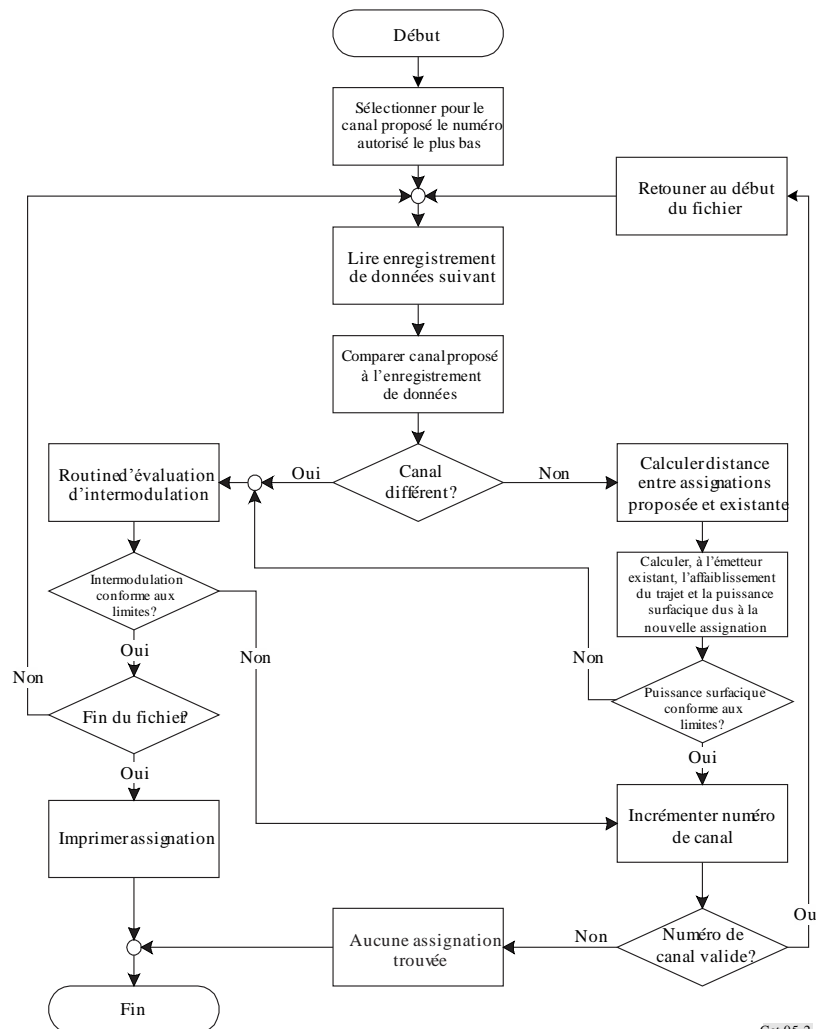 Début
Sélectionner pour le
canal proposé le numéro
autorisé le plus bas
Retouner au début
du fichier
Lire enregistrement
de données suivant
Comparer canal proposé
à l'enregistrement
de données
Routine d'évaluation
d'intermodulation
Oui
Canal
différent?
Non
Calculer distance
entre assignations
proposée et existante
Intermodulation
conforme aux
limites?
Calculer, à l'émetteur
existant, l'affaiblissement
du trajet et la puissance
surfacique dus à la
nouvelle assignation
Oui
Non
Non
Non
Fin du fichier?
Puissance surfacique
conforme aux
limites?
Oui
Oui
Imprimer assignation
Incrémenter numéro
de canal
Aucune assignation
trouvée
Non
Numéro de
canal valide?
Ou
Fin